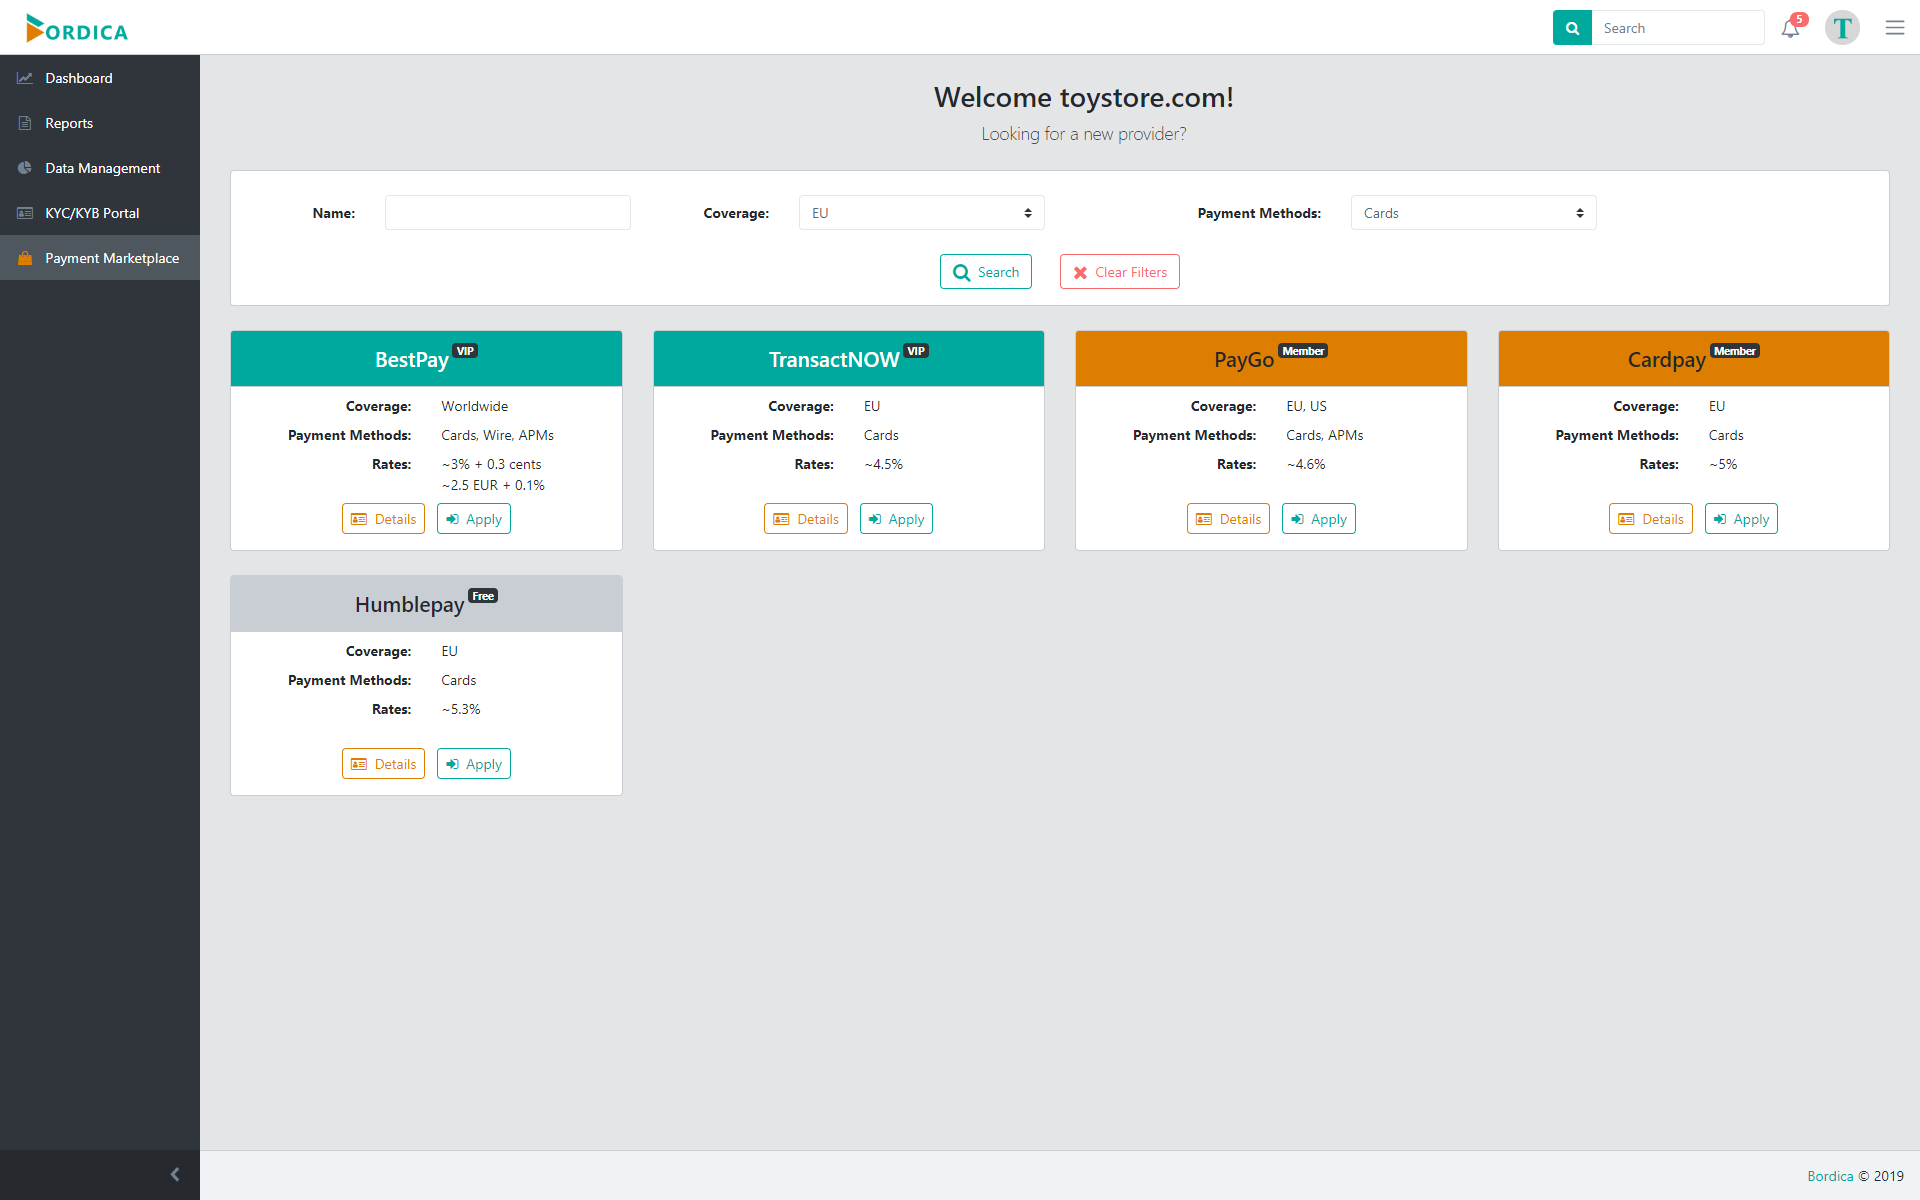 BORDICA
Search
5
T
Dashboard
Reports
Data Management
KYC/KYB Portal
Payment Marketplace
Welcome toystore.com!
Looking for a new provider?
Name:
Coverage: EU
Payment Methods: Cards
Search
Clear Filters
BestPay VIP
Coverage: Worldwide
Payment Methods: Cards, Wire, APMs
Rates: ~3% + 0.3 cents
~2.5 EUR + 0.1%
Details
Apply
TransactNOW VIP
Coverage: EU
Payment Methods: Cards
Rates: ~4.5%
Details
Apply
PayGo Member
Coverage: EU, US
Payment Methods: Cards, APMs
Rates: ~4.6%
Details
Apply
Cardpay Member
Coverage: EU
Payment Methods: Cards
Rates: ~5%
Details
Apply
Humblepay Free
Coverage: EU
Payment Methods: Cards
Rates: ~5.3%
Details
Apply
Bordica © 2019